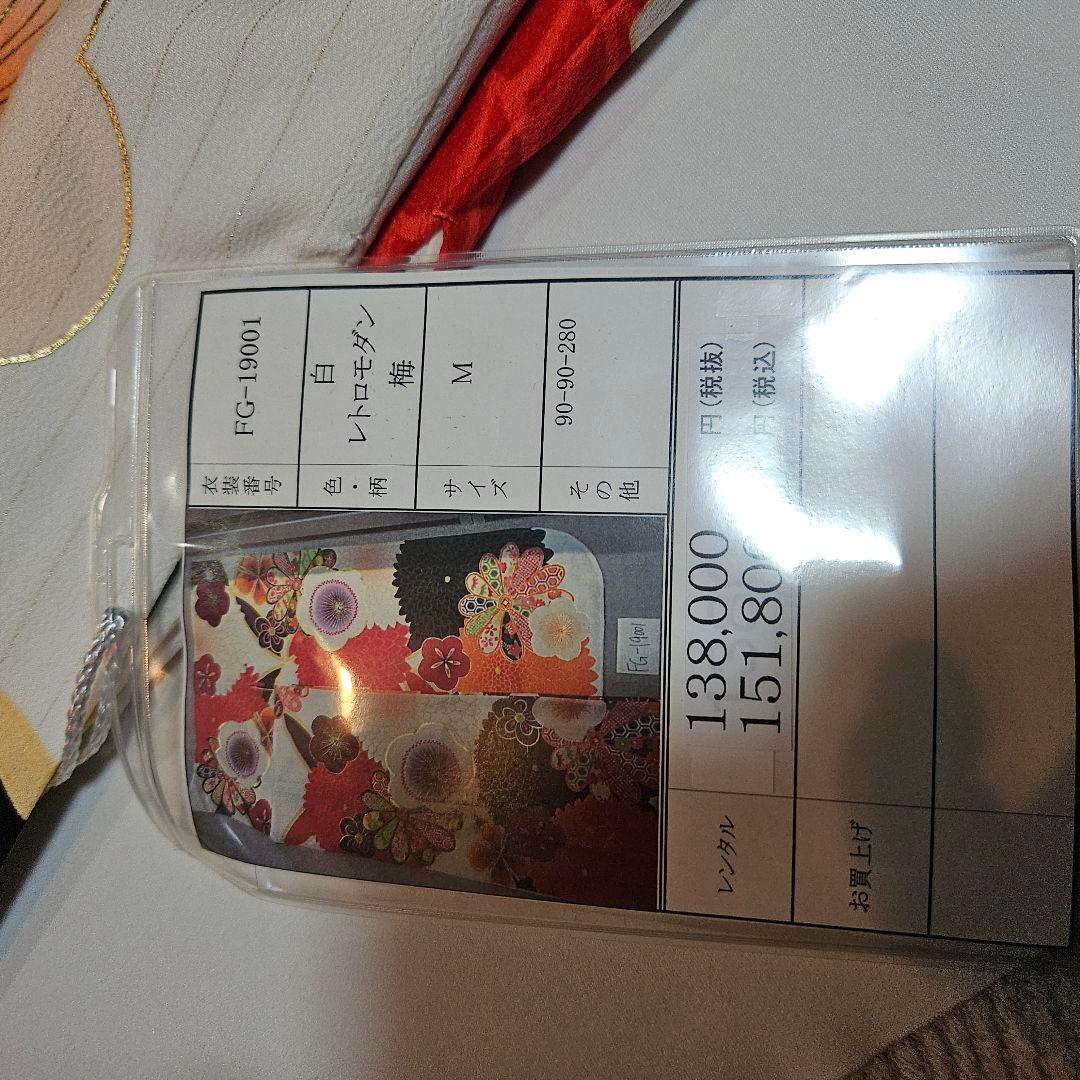 衣装番号 FG-19001
色・柄 白
レトロモダン
梅
サイズ M
その他 90-90-280
FG-19001
レンタル 138,000 円(税抜)
151,800 円(税込)
お買上げ